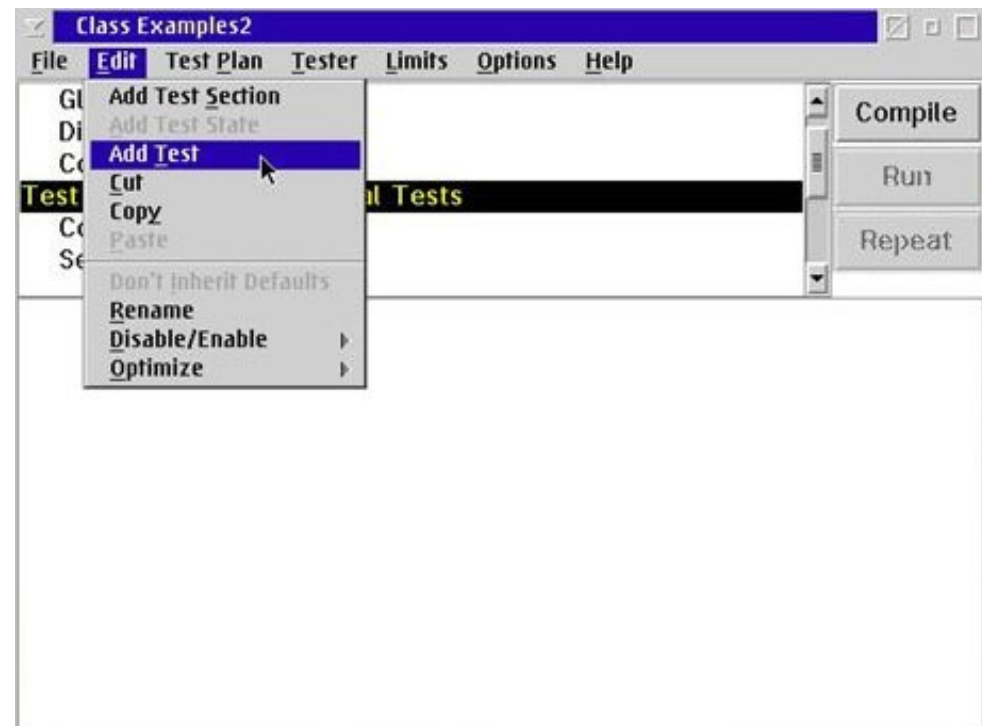 Class Examples2
File Edit Test Plan Tester Limits Options Help
Add Test Section
Add Test State
Add Test
Cut
Copy
Paste
Don't Inherit Defaults
Rename
Disable/Enable
Optimize
Test
Tests
Compile
Run
Repeat